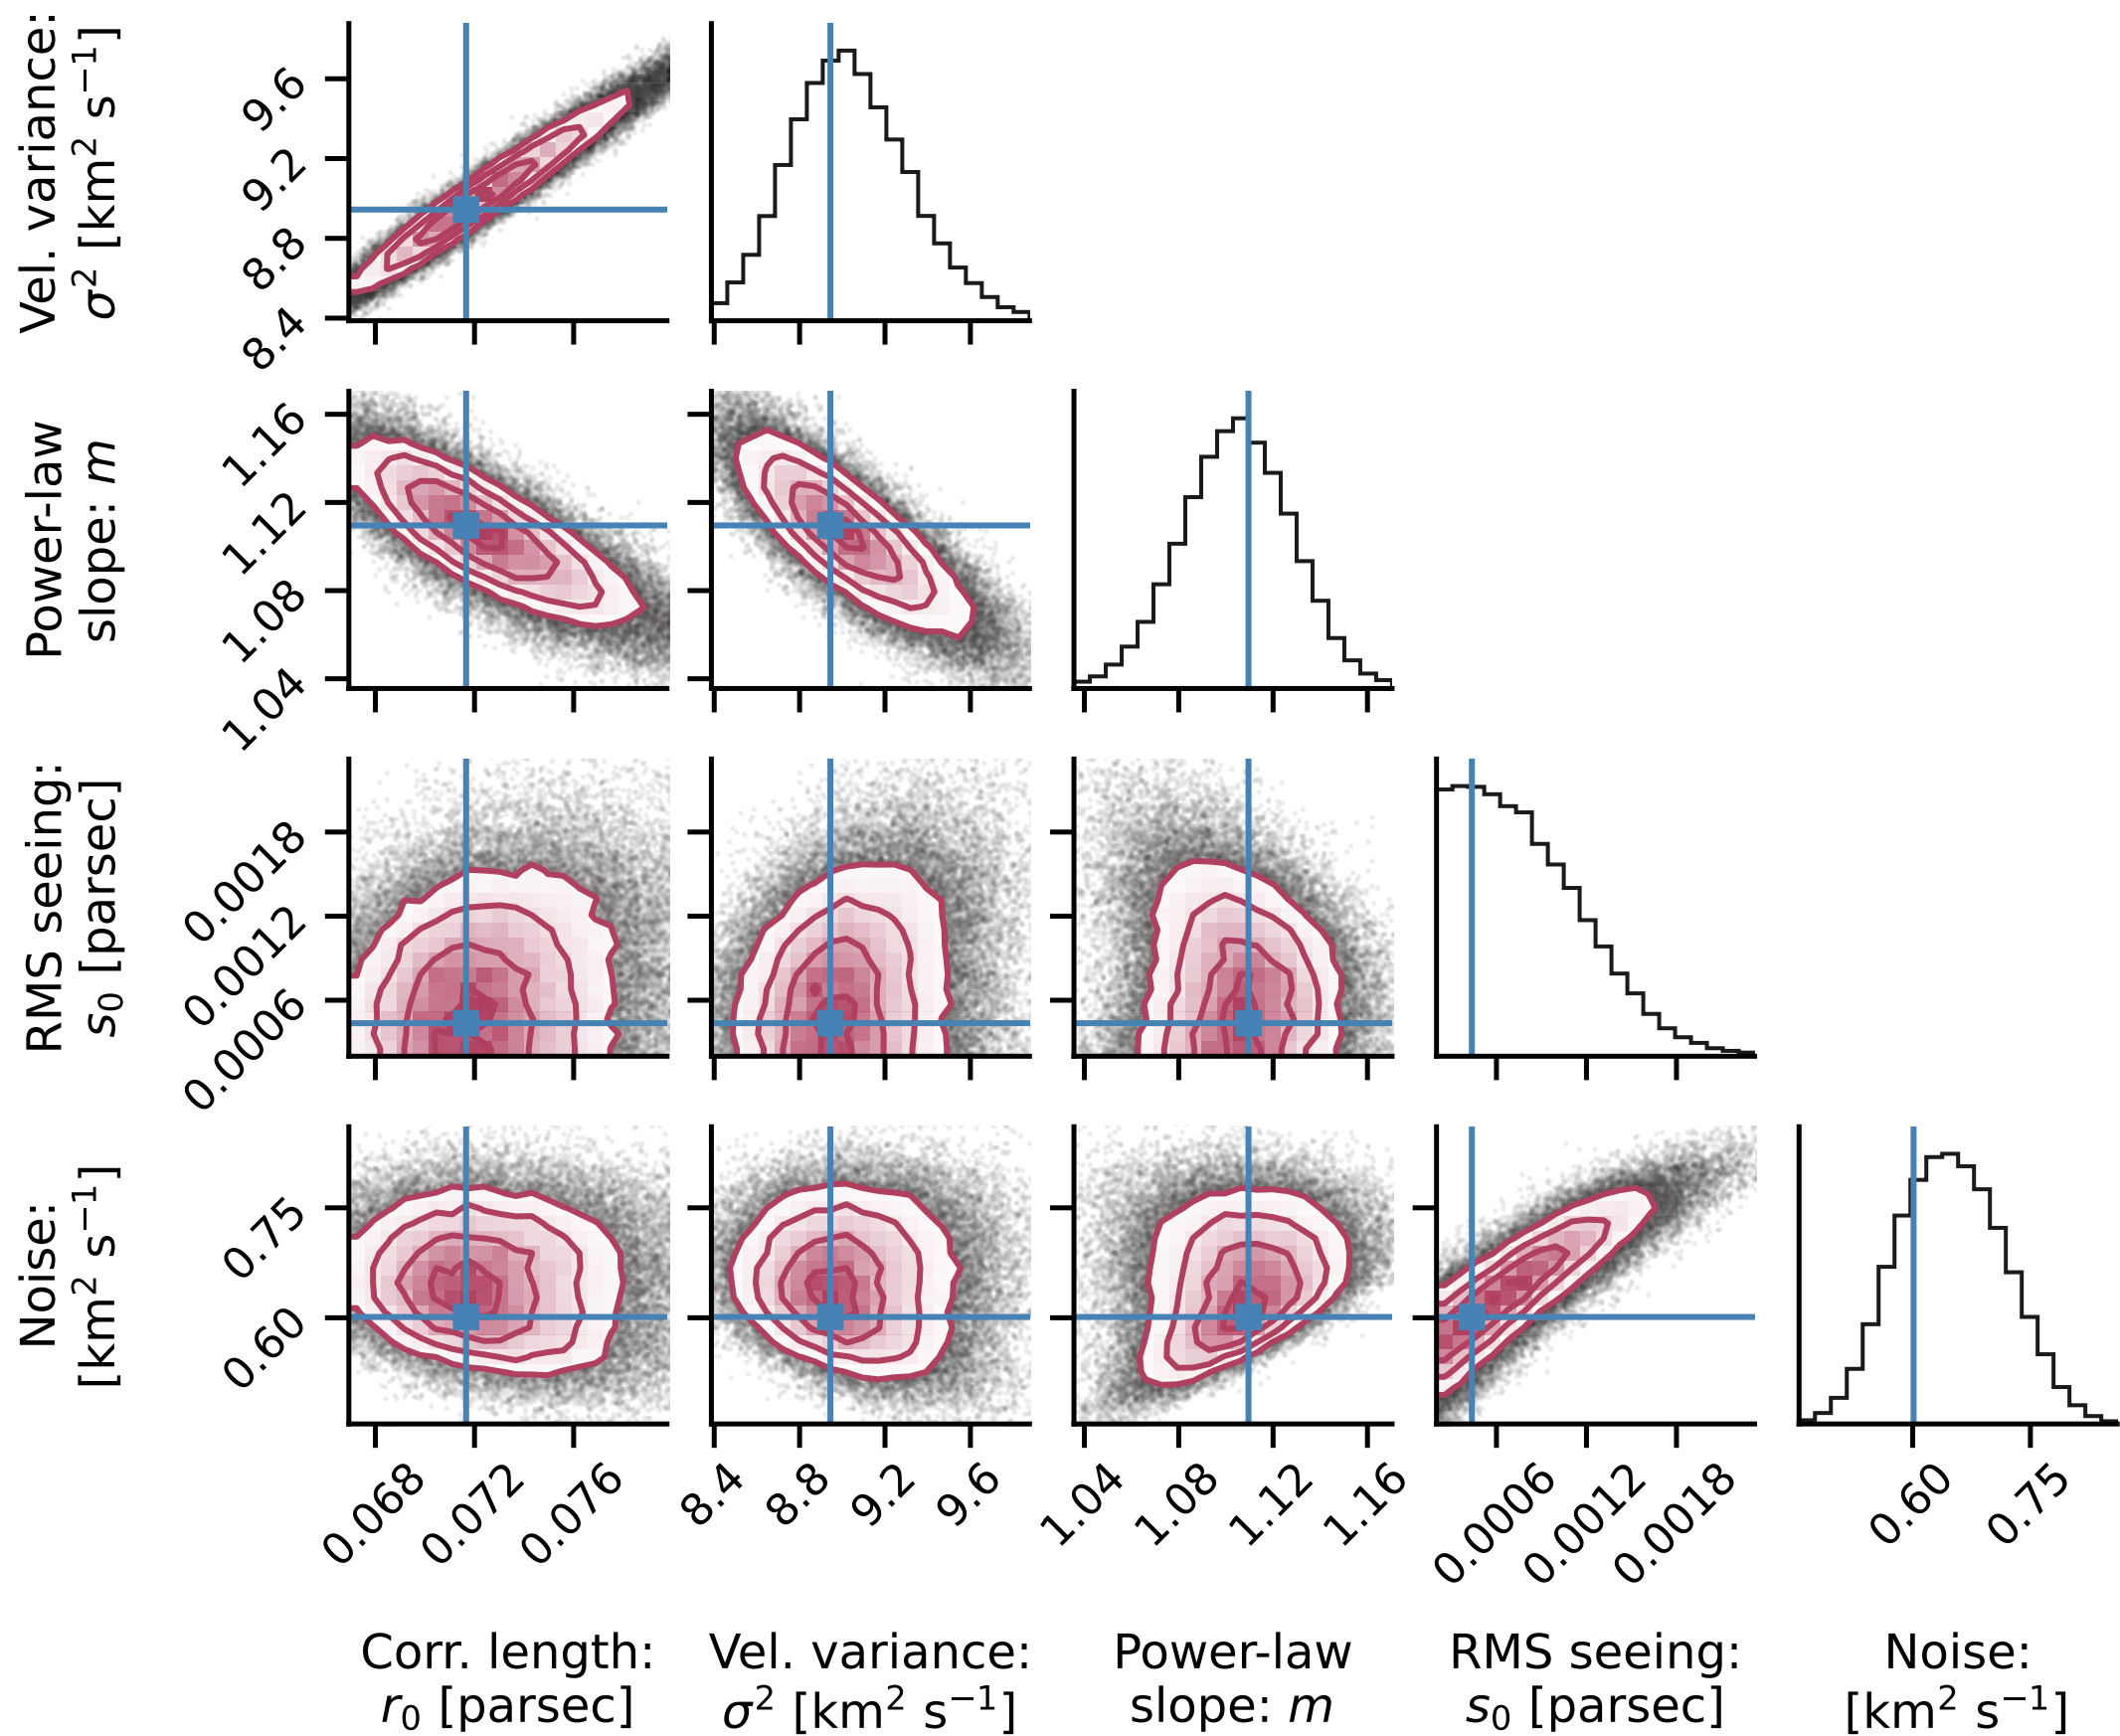 Vel. variance:
σ² [km² s⁻¹]
9.6
9.2
8.8
8.4
Power-law
slope: m
1.16
1.12
1.08
1.04
RMS seeing:
s₀ [parsec]
0.0018
0.0012
0.0006
Noise:
[km² s⁻¹]
0.75
0.60
0.068 0.072 0.076 8.4 8.8 9.2 9.6 1.04 1.08 1.12 1.16 0.0006 0.0012 0.0018 0.60 0.75
Corr. length: Vel. variance: Power-law RMS seeing: Noise:
r₀ [parsec] σ² [km² s⁻¹] slope: m s₀ [parsec] [km² s⁻¹]